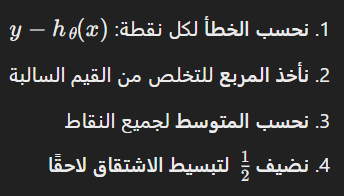 1. نحسب الخطأ لكل نقطة: y − hθ(x)
2. نأخذ المربع للتخلص من القيم السالبة
3. نحسب المتوسط لجميع النقاط
4. نضيف 1/2 لتبسيط الاشتقاق لاحقًا